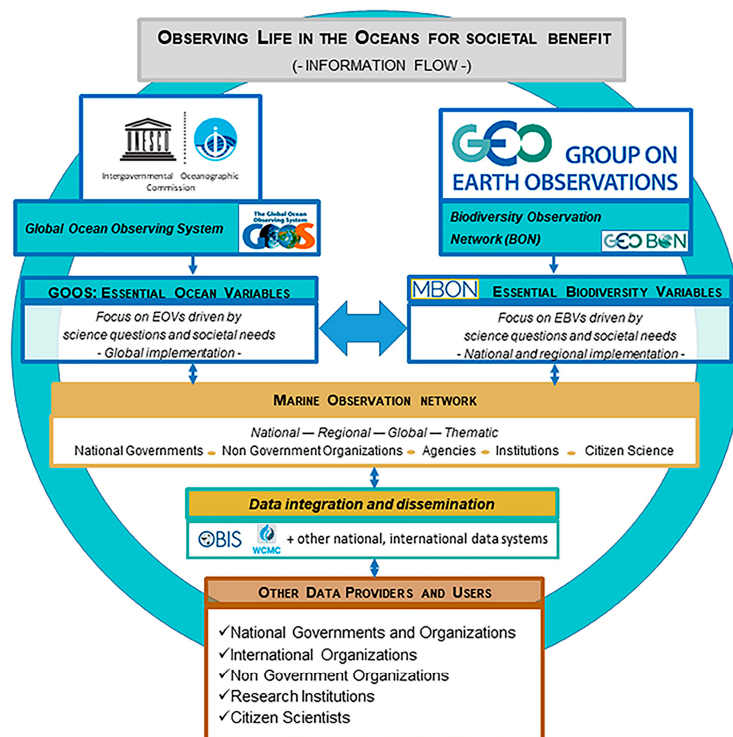 OBSERVING LIFE IN THE OCEANS FOR SOCIETAL BENEFIT
(- INFORMATION FLOW -)
UNESCO
Intergovernmental Oceanographic
Commission
GEO GROUP ON
EARTH OBSERVATIONS
Global Ocean Observing System
The Global Ocean
Observing System
GOOS
Biodiversity Observation
Network (BON)
GEO BON
GOOS: ESSENTIAL OCEAN VARIABLES
Focus on EOVs driven by
science questions and societal needs
- Global implementation -
MBON ESSENTIAL BIODIVERSITY VARIABLES
Focus on EBVs driven by
science questions and societal needs
- National and regional implementation -
MARINE OBSERVATION NETWORK
National — Regional — Global — Thematic
National Governments Non Government Organizations Agencies Institutions Citizen Science
Data integration and dissemination
OBIS WCMC + other national, international data systems
OTHER DATA PROVIDERS AND USERS
✓National Governments and Organizations
✓International Organizations
✓Non Government Organizations
✓Research Institutions
✓Citizen Scientists